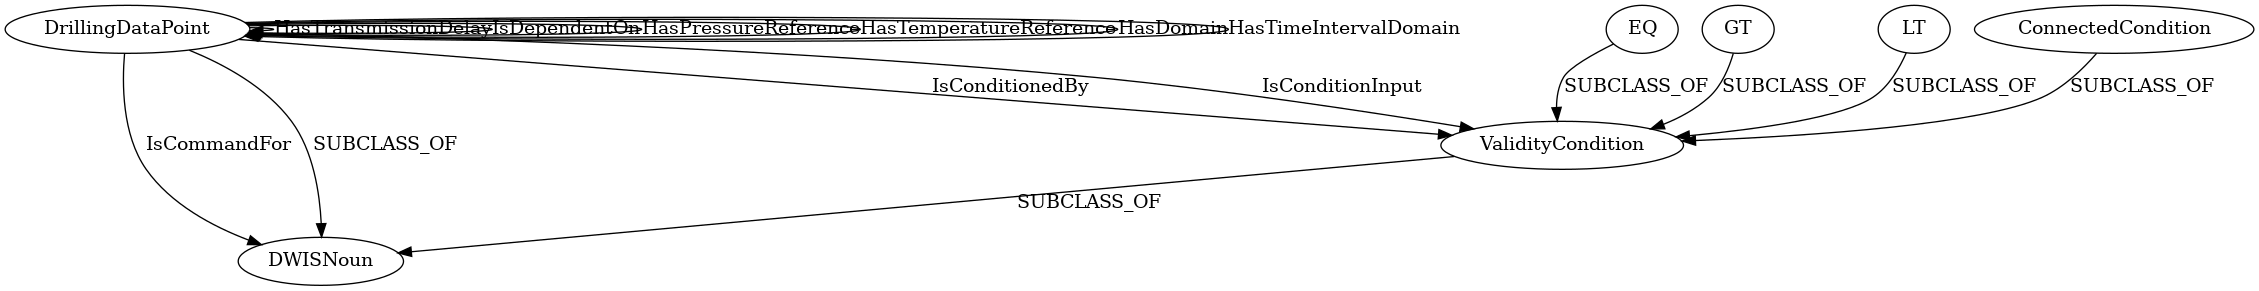 DrillingDataPoint
HasTransmissionDelay
IsDependentOn
HasPressureReference
HasTemperatureReference
HasDomain
HasTimeIntervalDomain
EQ
GT
LT
ConnectedCondition
IsConditionedBy
IsConditionInput
SUBCLASS_OF
SUBCLASS_OF
SUBCLASS_OF
SUBCLASS_OF
IsCommandFor
SUBCLASS_OF
ValidityCondition
SUBCLASS_OF
DWISNoun